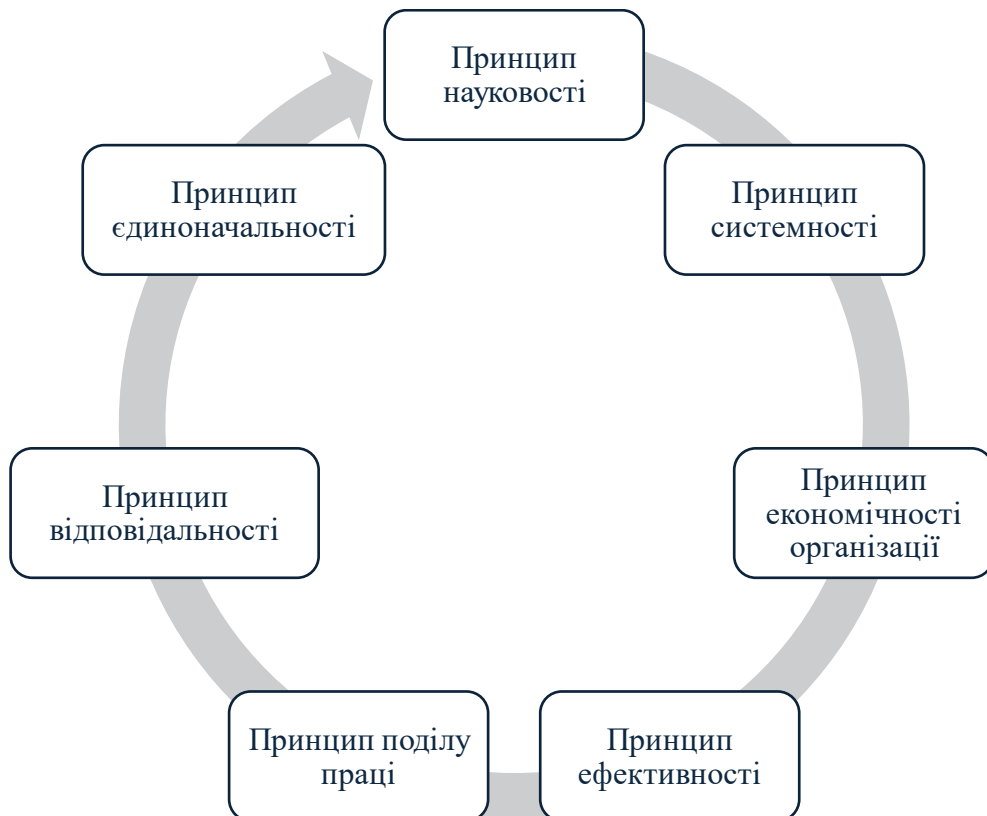 Принцип
науковості
Принцип
системності
Принцип
економічності
організації
Принцип
ефективності
Принцип поділу
праці
Принцип
відповідальності
Принцип
єдиноначальності